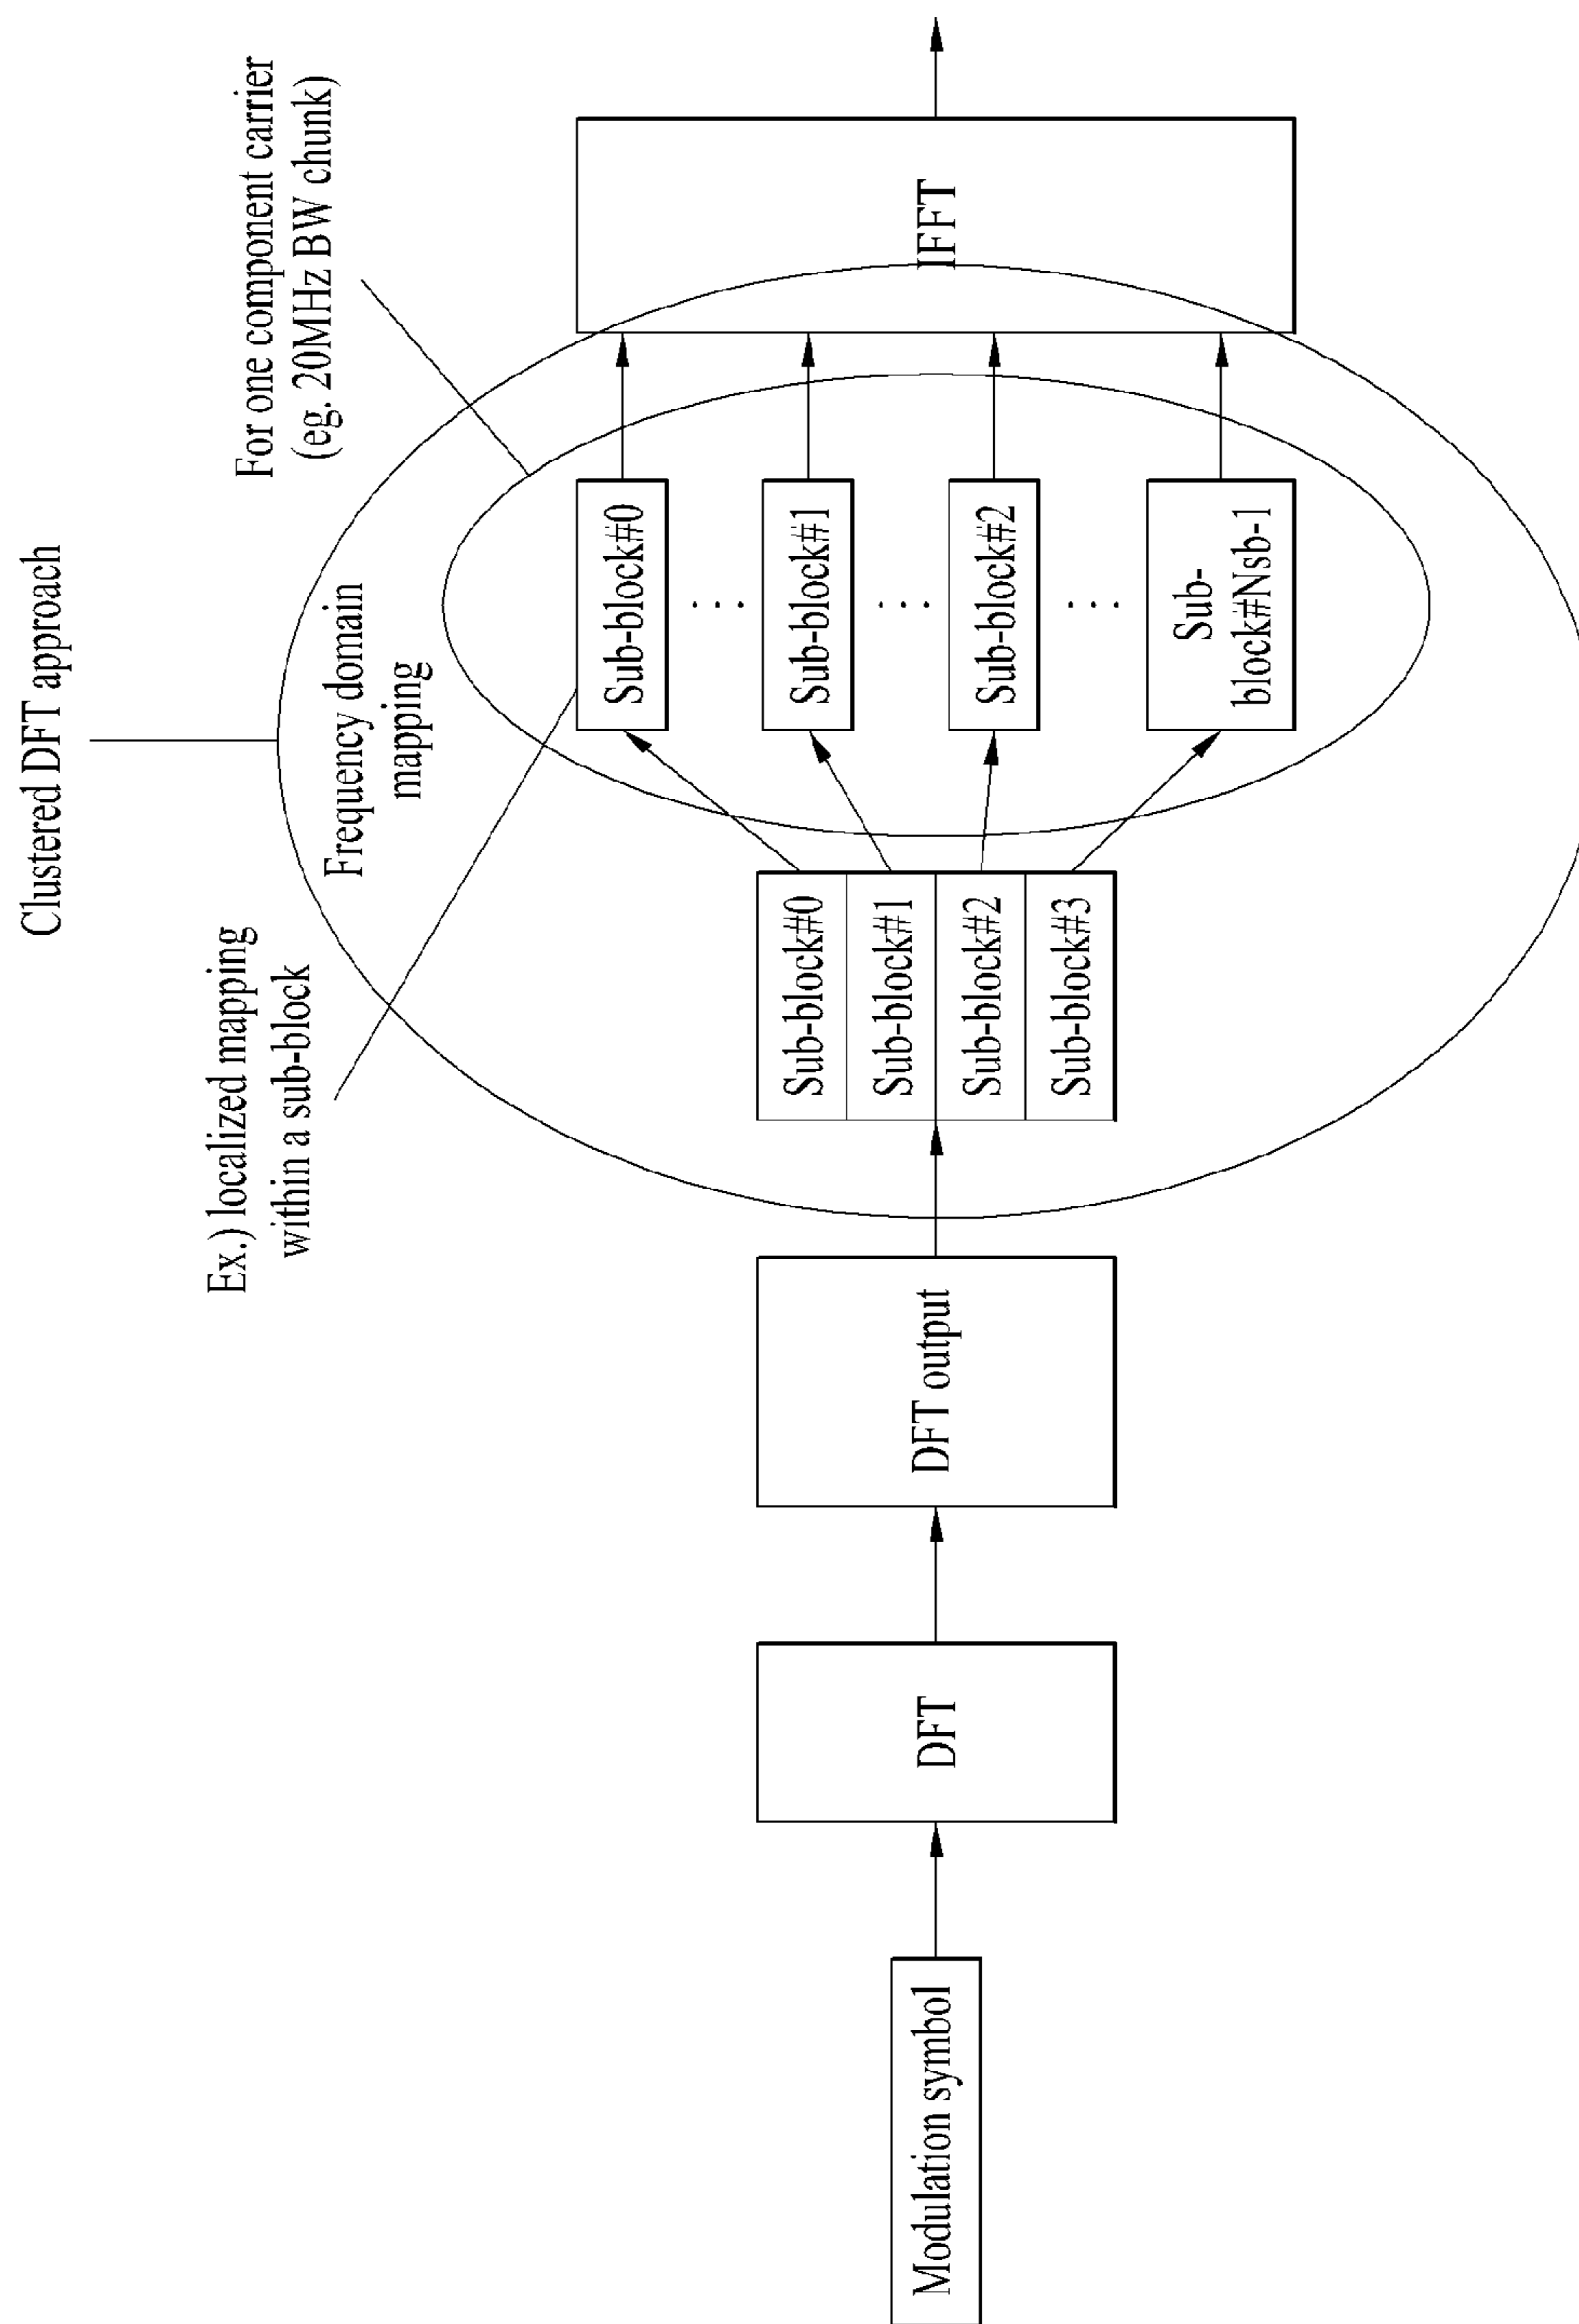 Clustered DFT approach
Ex.) localized mapping
within a sub-block
Frequency domain
mapping
For one component carrier
(eg. 20MHz BW chunk)
Modulation symbol
DFT
DFT output
Sub-block#0
Sub-block#1
Sub-block#2
Sub-block#3
Sub-block#0
...
Sub-block#1
...
Sub-block#2
...
Sub-
block#Nsb-1
IFFT